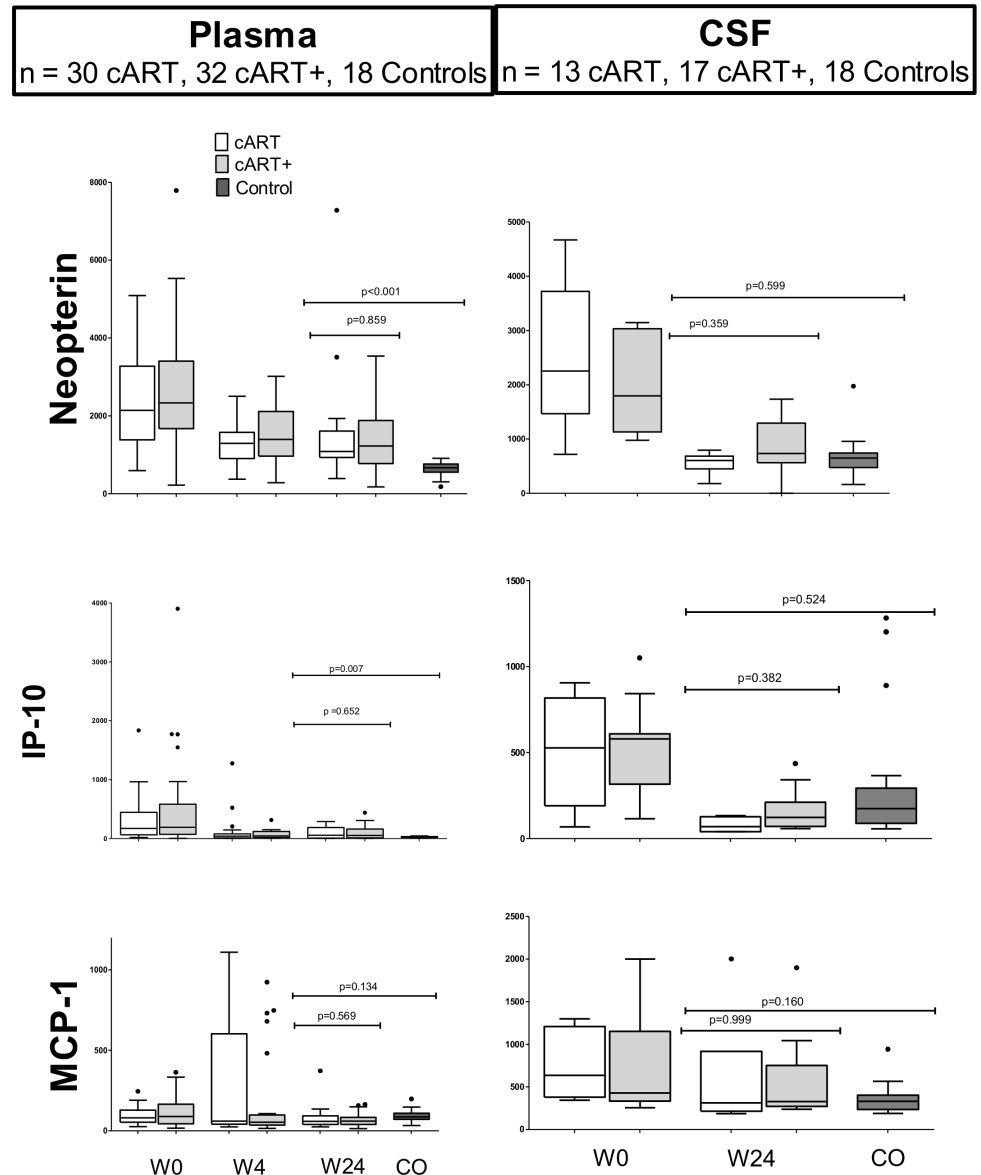 Plasma
n = 30 cART, 32 cART+, 18 Controls
CSF
n = 13 cART, 17 cART+, 18 Controls
cART
cART+
Control
Neopterin
8000
6000
4000
2000
0
p<0.001
p=0.859
5000
4000
3000
2000
1000
0
p=0.599
p=0.359
IP-10
4000
3000
2000
1000
0
p=0.007
p =0.652
1500
1000
500
0
p=0.524
p=0.382
MCP-1
1000
500
0
p=0.134
p=0.569
W0 W4 W24 CO
2500
2000
1500
1000
500
0
p=0.160
p=0.999
W0 W24 CO